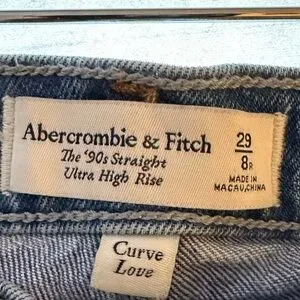 Abercrombie & Fitch
The '90s Straight
Ultra High Rise
29
8R
MADE IN
MACAU, CHINA
Curve
Love